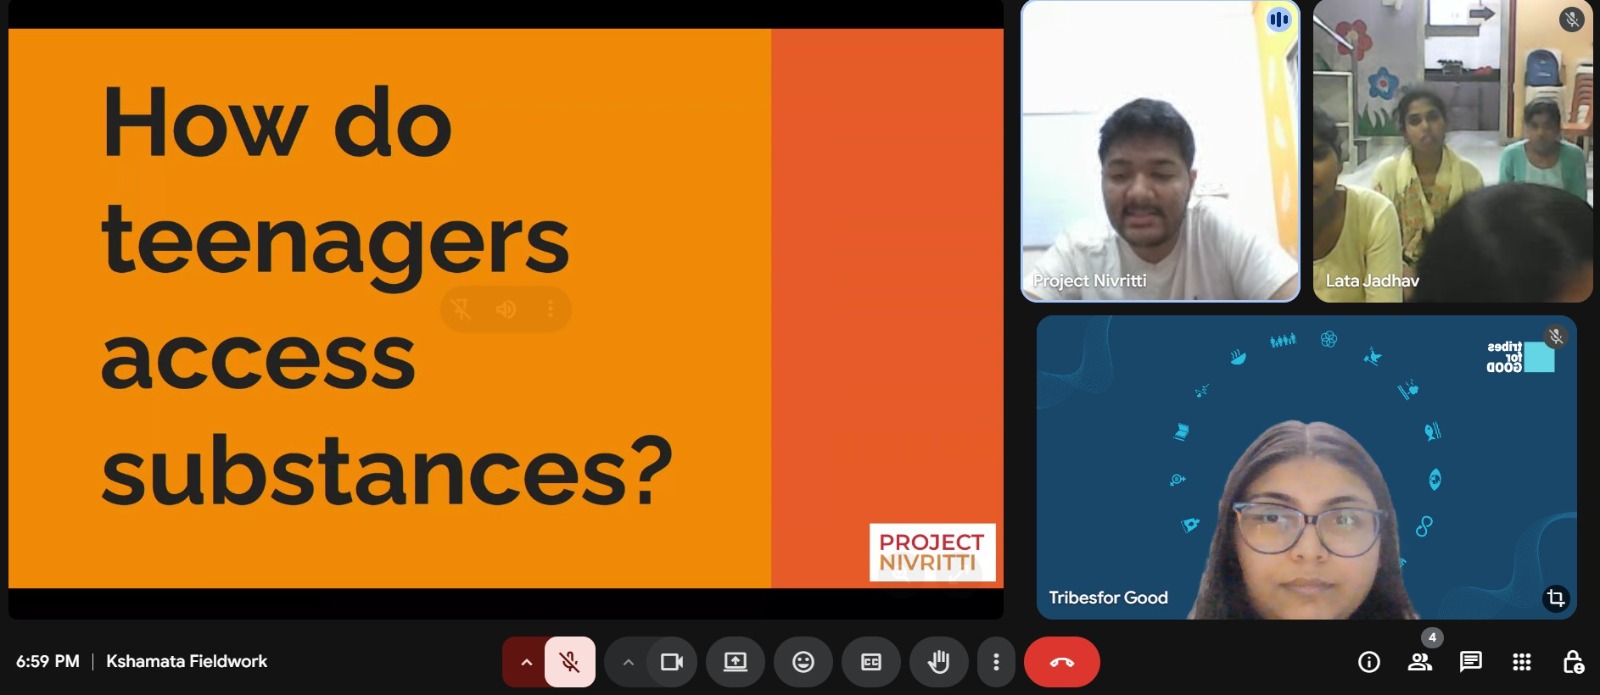 How do
teenagers
access
substances?
PROJECT
NIVRITTI
Project Nivritti
Lata Jadhav
tribes
for
GOOD
Tribesfor Good
6:59 PM | Kshamata Fieldwork
CC
4